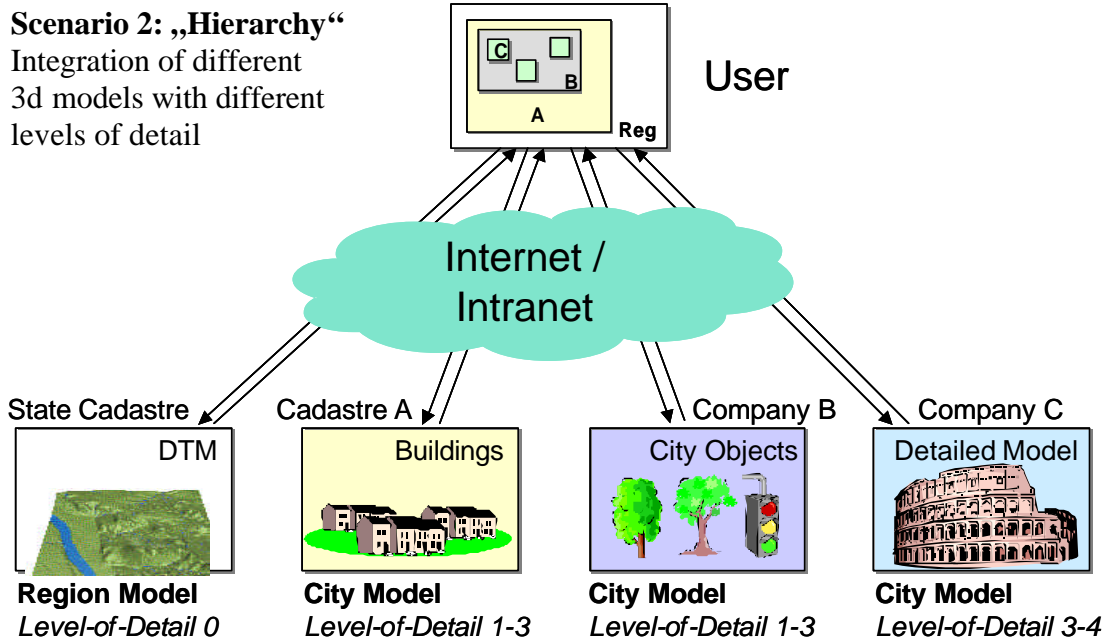 Scenario 2: „Hierarchy“
Integration of different
3d models with different
levels of detail
C
B
A
Reg
User
Internet /
Intranet
State Cadastre
DTM
Region Model
Level-of-Detail 0
Cadastre A
Buildings
City Model
Level-of-Detail 1-3
Company B
City Objects
City Model
Level-of-Detail 1-3
Company C
Detailed Model
City Model
Level-of-Detail 3-4